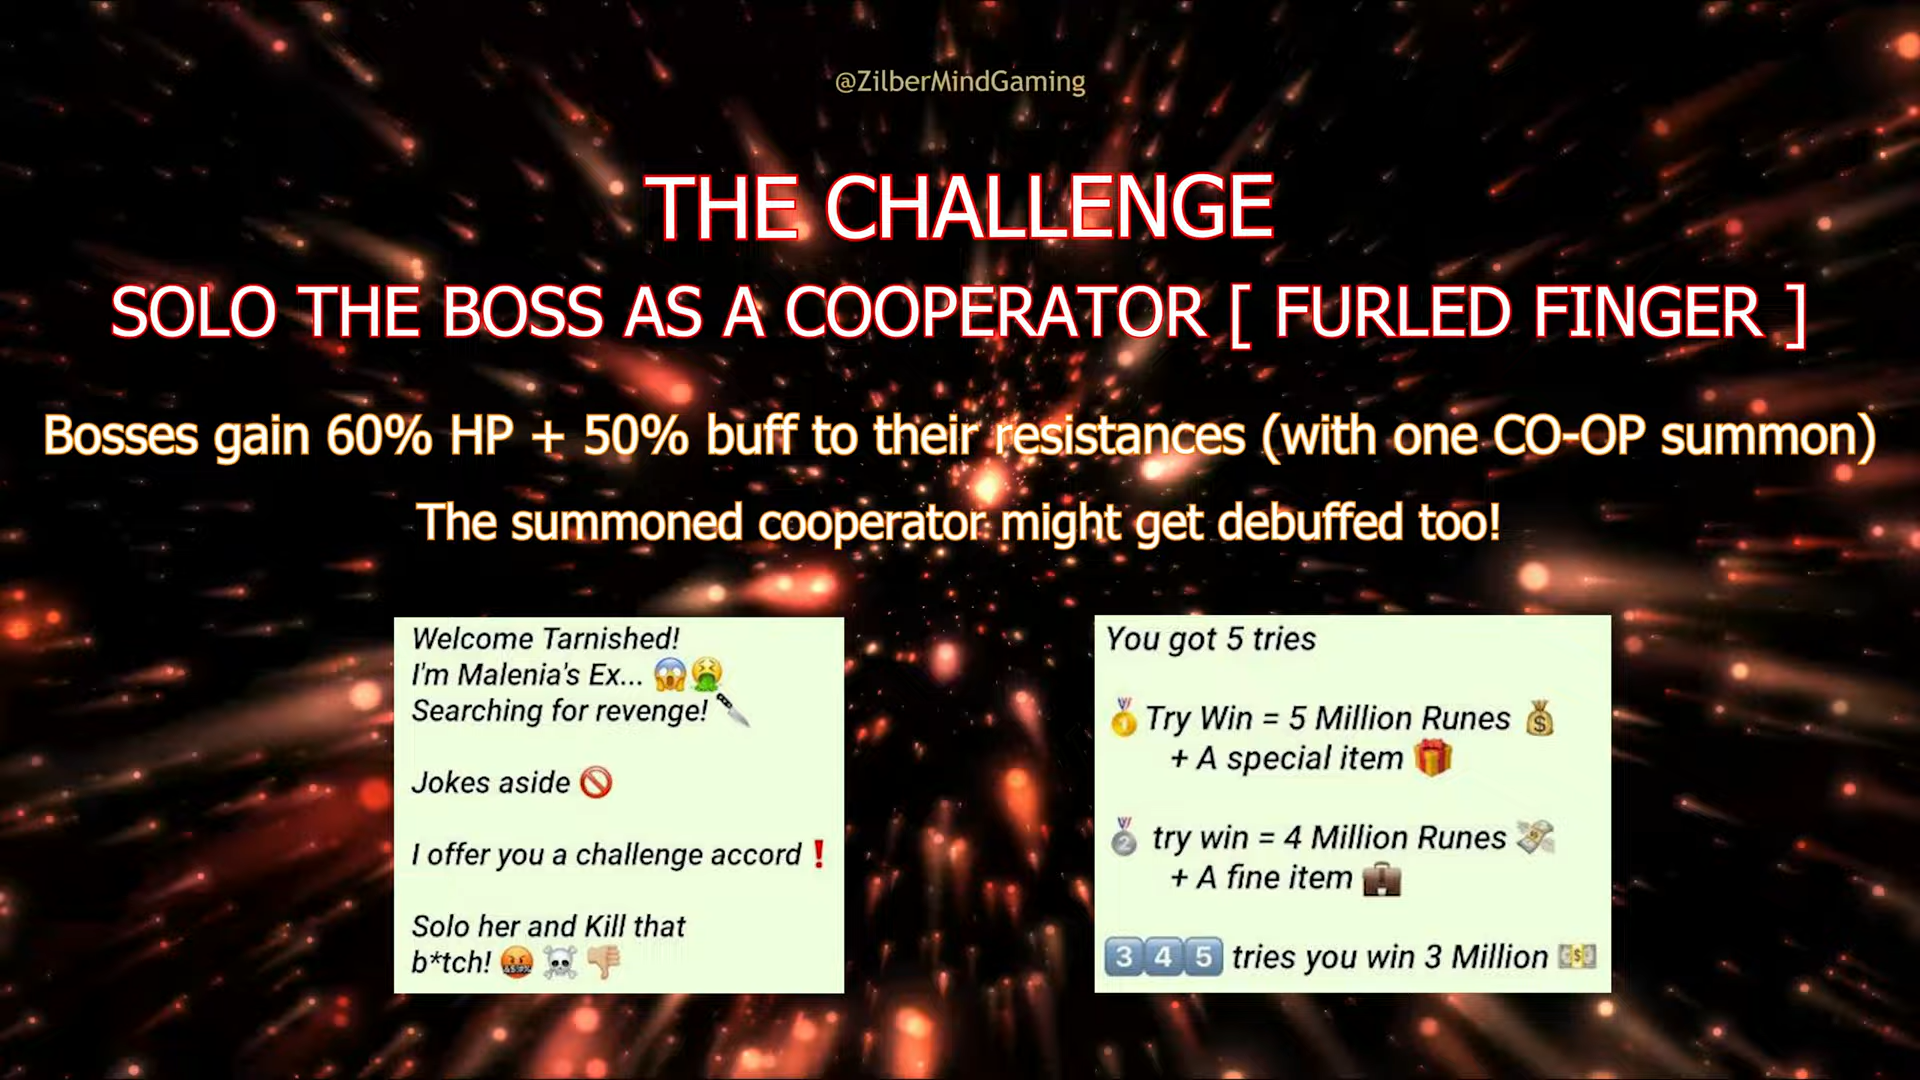 @ZilberMindGaming
THE CHALLENGE
SOLO THE BOSS AS A COOPERATOR [ FURLED FINGER ]
Bosses gain 60% HP + 50% buff to their resistances (with one CO-OP summon)
The summoned cooperator might get debuffed too!
Welcome Tarnished!
I'm Malenia's Ex... 😱🤮
Searching for revenge! 🔪
Jokes aside 🚫
I offer you a challenge accord ❗
Solo her and Kill that
b*tch! 🤬☠️👎🏼
You got 5 tries
🥇Try Win = 5 Million Runes 💰
+ A special item 🎁
🥈 try win = 4 Million Runes 💸
+ A fine item 💼
3️⃣4️⃣5️⃣ tries you win 3 Million 💵